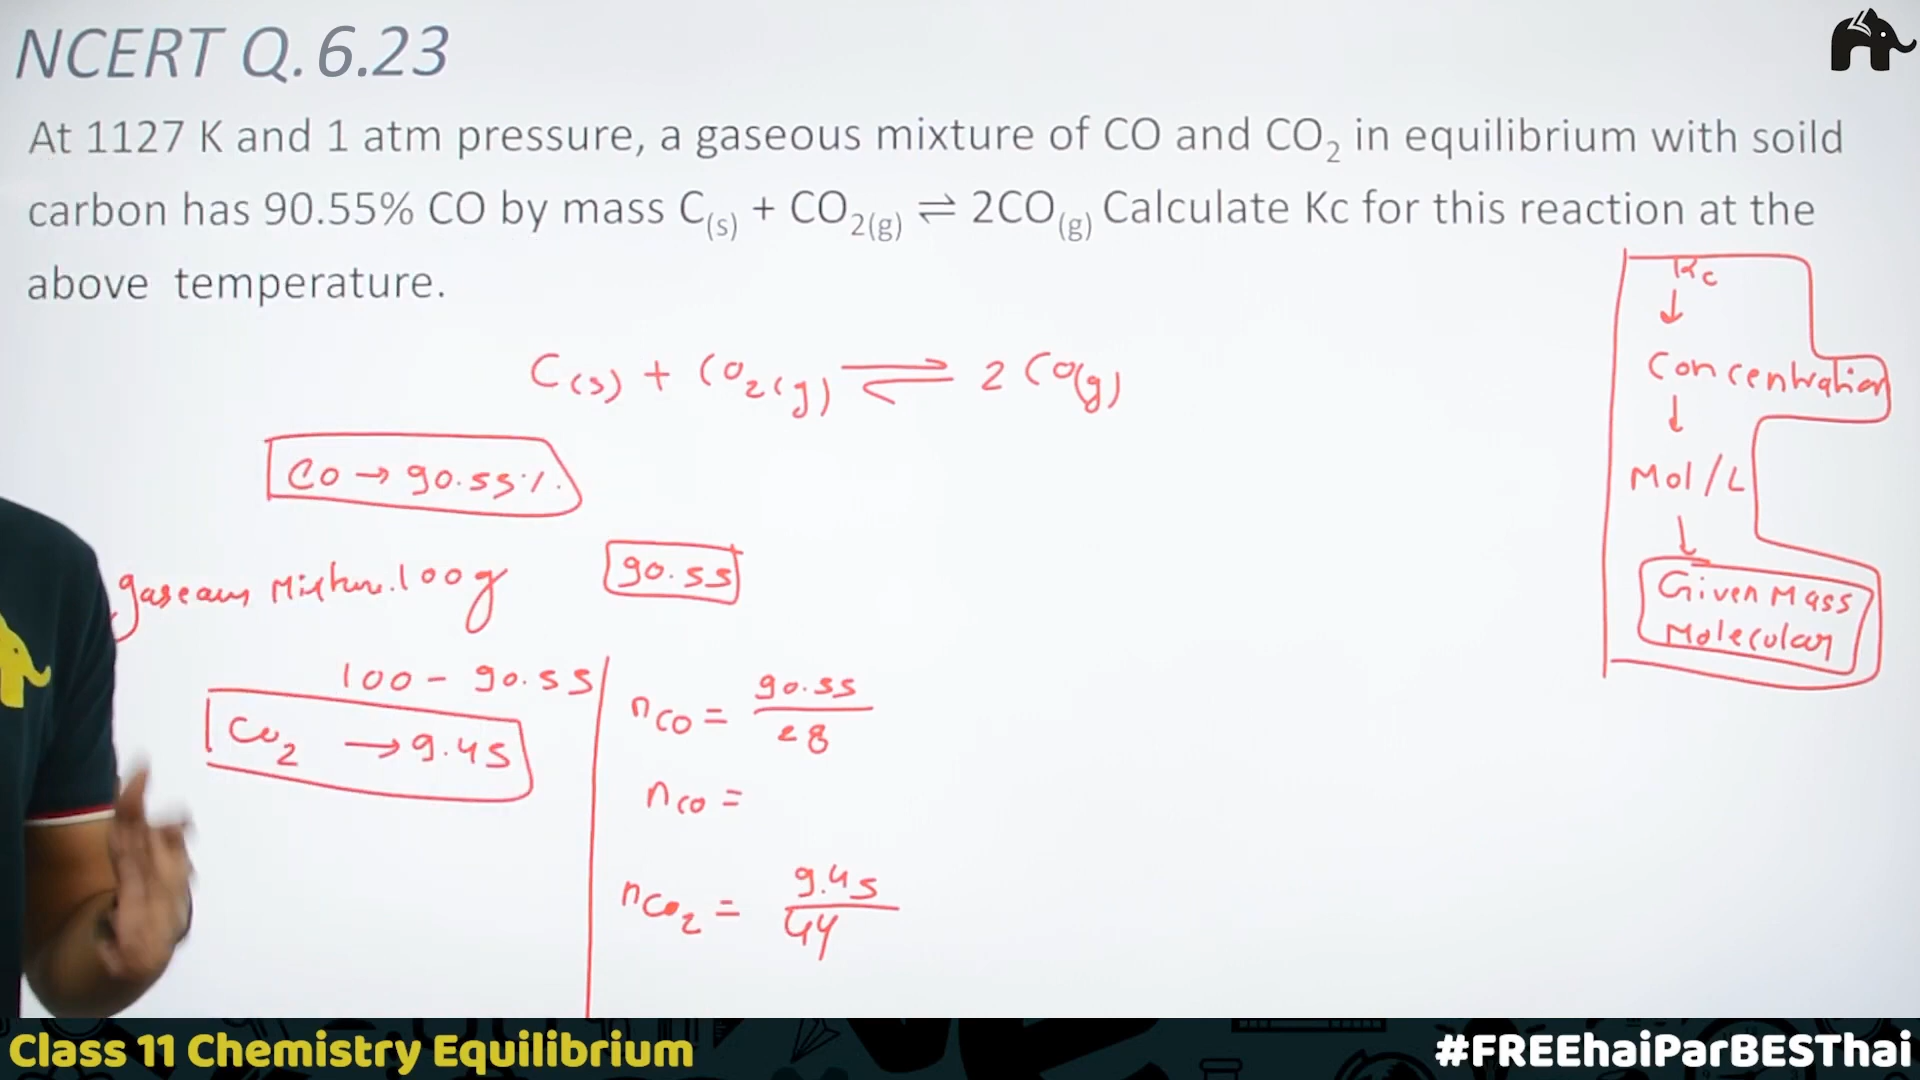 NCERT Q. 6.23
At 1127 K and 1 atm pressure, a gaseous mixture of CO and CO₂ in equilibrium with soild
carbon has 90.55% CO by mass C(s) + CO₂(g) ⇌ 2CO(g) Calculate Kc for this reaction at the
above temperature.
Kc
↓
Concentration
↓
Mol/L
↓
Given Mass
Molecular
C(s) + CO₂(g) ⇌ 2 CO(g)
CO → 90.55%.
gaseous Mixture. 100g
90.55
100 - 90.55
CO₂ → 9.45
nCO = 90.55 / 28
nCO =
nCO₂ = 9.45 / 44
Class 11 Chemistry Equilibrium
#FREEhaiParBESThai